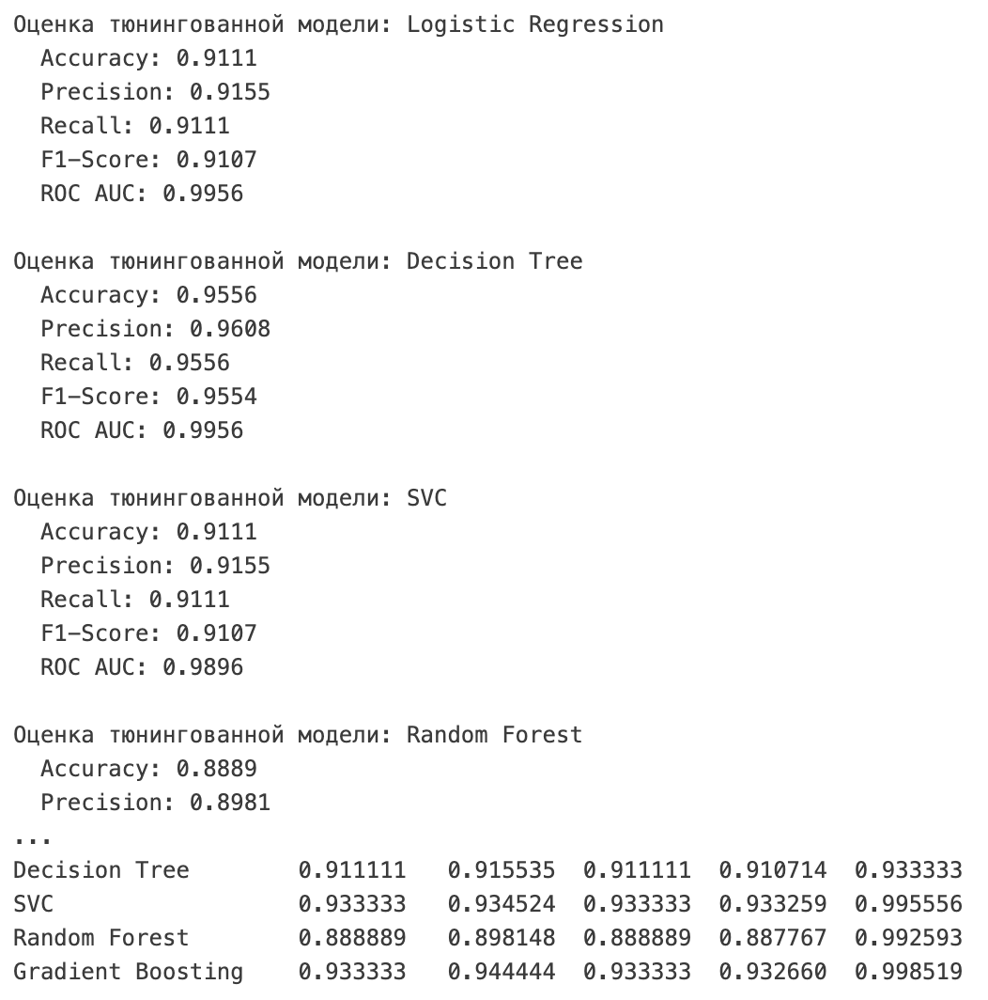 Оценка тюнингованной модели: Logistic Regression
Accuracy: 0.9111
Precision: 0.9155
Recall: 0.9111
F1-Score: 0.9107
ROC AUC: 0.9956
Оценка тюнингованной модели: Decision Tree
Accuracy: 0.9556
Precision: 0.9608
Recall: 0.9556
F1-Score: 0.9554
ROC AUC: 0.9956
Оценка тюнингованной модели: SVC
Accuracy: 0.9111
Precision: 0.9155
Recall: 0.9111
F1-Score: 0.9107
ROC AUC: 0.9896
Оценка тюнингованной модели: Random Forest
Accuracy: 0.8889
Precision: 0.8981
...
Decision Tree 0.911111 0.915535 0.911111 0.910714 0.933333
SVC 0.933333 0.934524 0.933333 0.933259 0.995556
Random Forest 0.888889 0.898148 0.888889 0.887767 0.992593
Gradient Boosting 0.933333 0.944444 0.933333 0.932660 0.998519